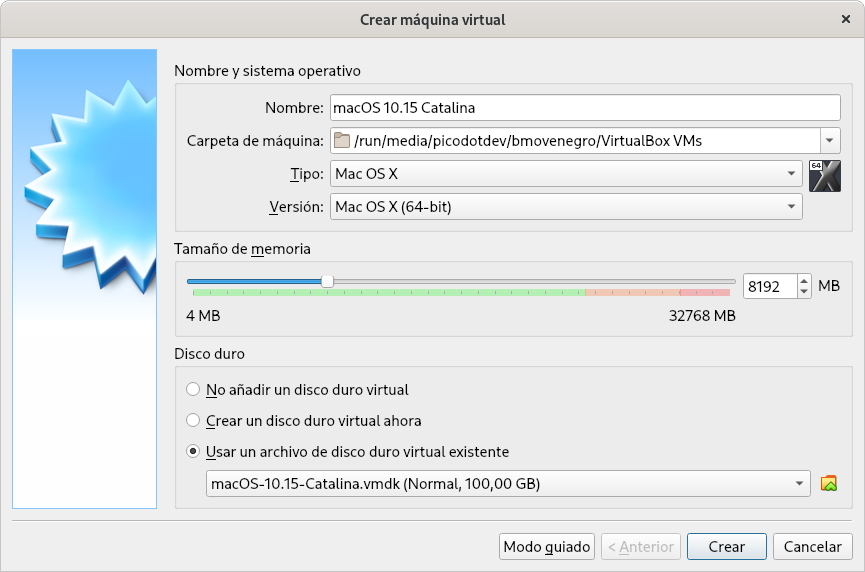 Crear máquina virtual
Nombre y sistema operativo
Nombre: macOS 10.15 Catalina
Carpeta de máquina: /run/media/picodotdev/bmovenegro/VirtualBox VMs
Tipo: Mac OS X
64
Versión: Mac OS X (64-bit)
Tamaño de memoria
8192 MB
4 MB 32768 MB
Disco duro
No añadir un disco duro virtual
Crear un disco duro virtual ahora
Usar un archivo de disco duro virtual existente
macOS-10.15-Catalina.vmdk (Normal, 100,00 GB)
Modo guiado < Anterior Crear Cancelar